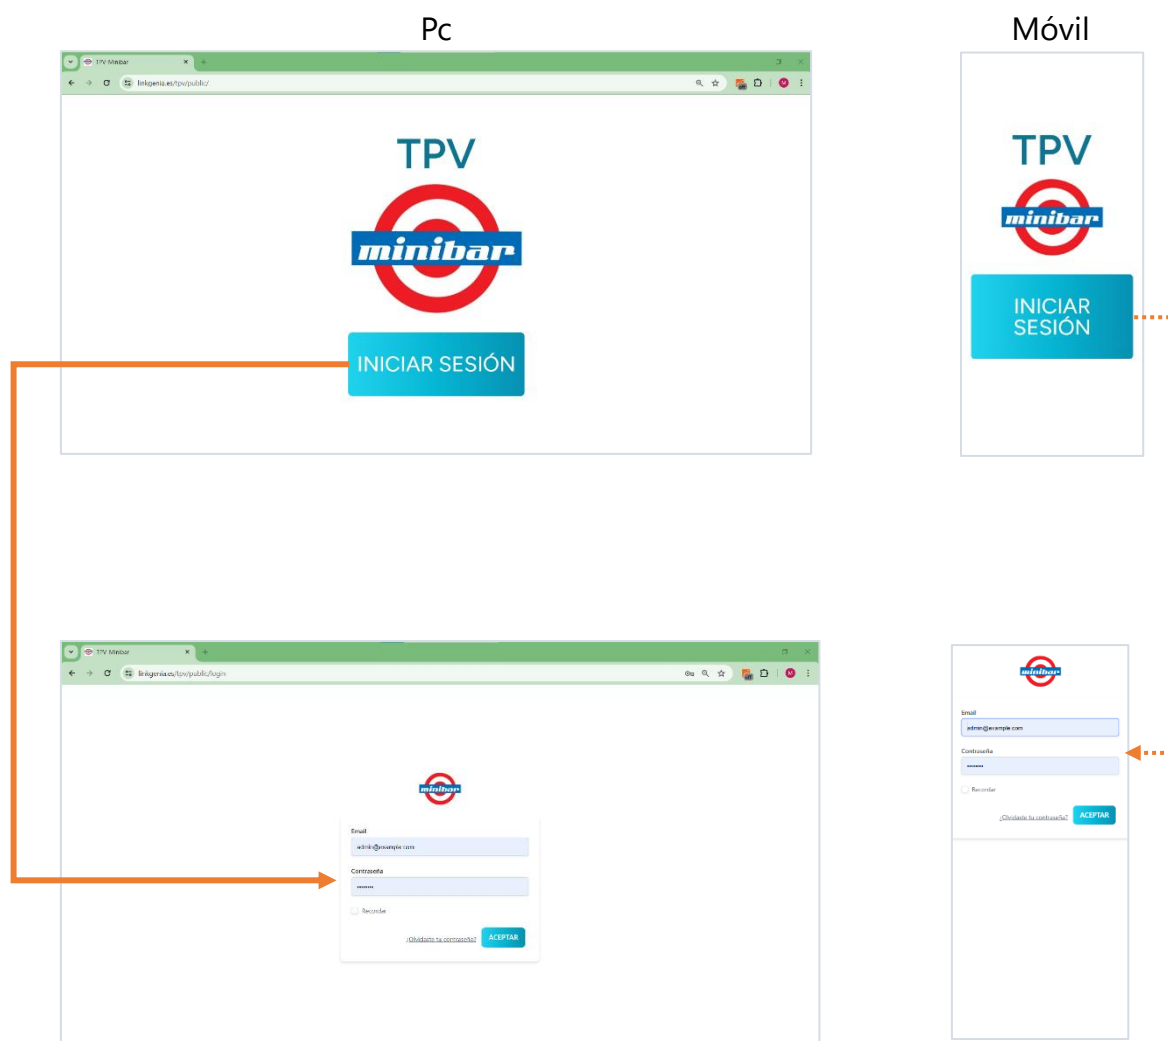 Pc
Móvil
TPV Minibar
linkgenia.es/tpv/public/
TPV
minibar
INICIAR SESIÓN
TPV
minibar
INICIAR
SESIÓN
TPV Minibar
linkgenia.es/tpv/public/login
minibar
Email
admin@example.com
Contraseña
Recordar
¿Olvidaste tu contraseña?
ACEPTAR
minibar
Email
admin@example.com
Contraseña
Recordar
¿Olvidaste tu contraseña?
ACEPTAR